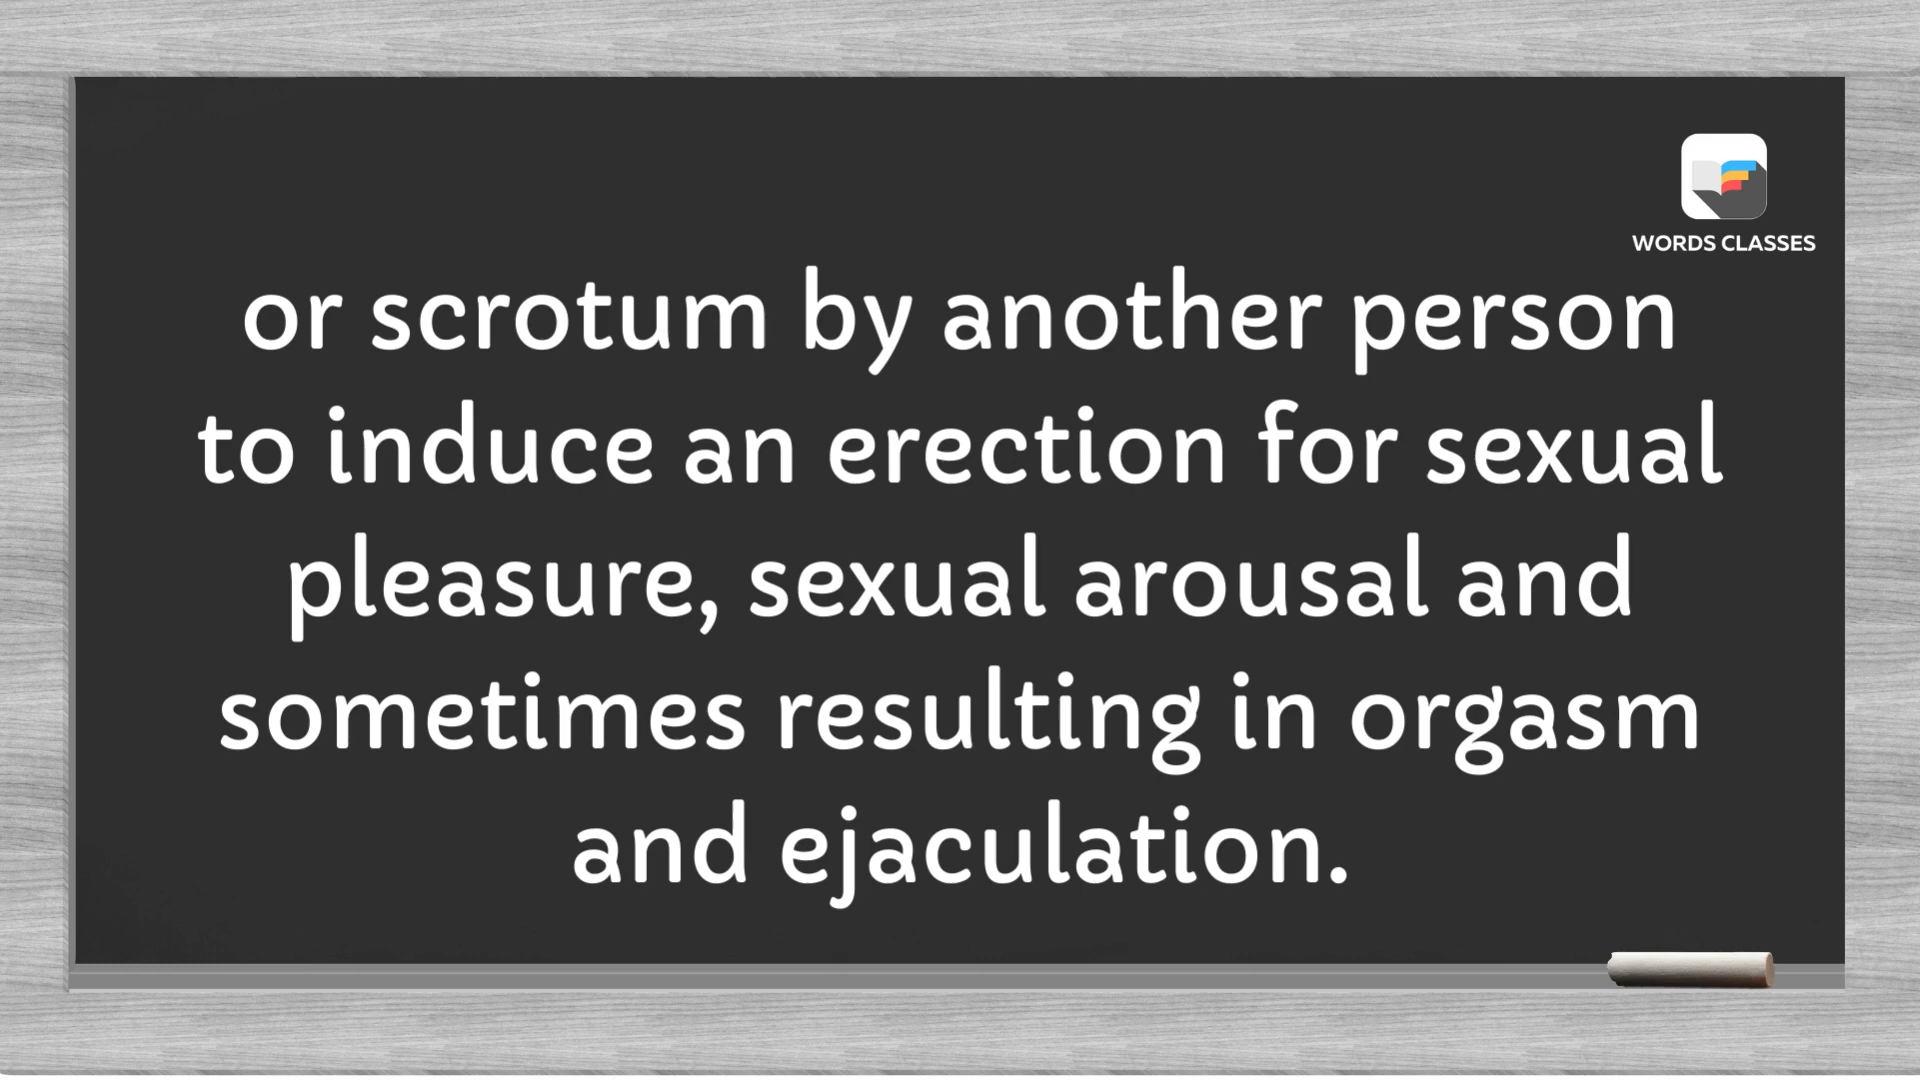 WORDS CLASSES
or scrotum by another person
to induce an erection for sexual
pleasure, sexual arousal and
sometimes resulting in orgasm
and ejaculation.